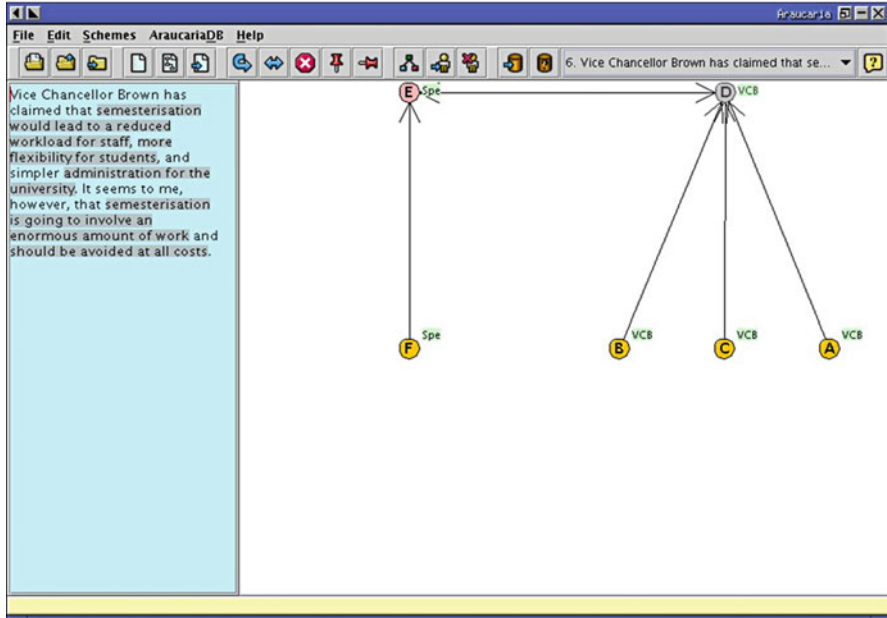 Araucaria
File Edit Schemes AraucariaDB Help
6. Vice Chancellor Brown has claimed that se...
Vice Chancellor Brown has
claimed that semesterisation
would lead to a reduced
workload for staff, more
flexibility for students, and
simpler administration for the
university. It seems to me,
however, that semesterisation
is going to involve an
enormous amount of work and
should be avoided at all costs.
E Spe D VCB
F Spe B VCB C VCB A VCB